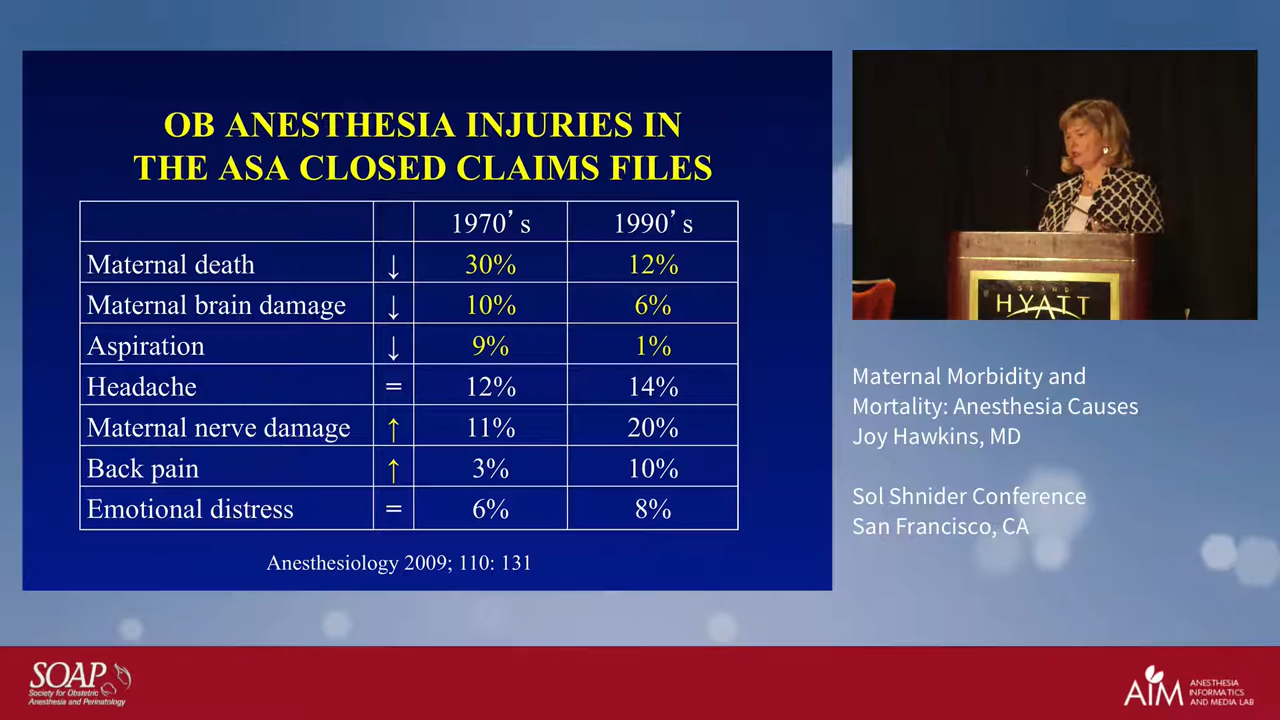 OB ANESTHESIA INJURIES IN
THE ASA CLOSED CLAIMS FILES
1970's 1990's
Maternal death ↓ 30% 12%
Maternal brain damage ↓ 10% 6%
Aspiration ↓ 9% 1%
Headache = 12% 14%
Maternal nerve damage ↑ 11% 20%
Back pain ↑ 3% 10%
Emotional distress = 6% 8%
Anesthesiology 2009; 110: 131
GRAND
HYATT
Maternal Morbidity and
Mortality: Anesthesia Causes
Joy Hawkins, MD
Sol Shnider Conference
San Francisco, CA
SOAP
Society for Obstetric
Anesthesia and Perinatology
AIM
ANESTHESIA
INFORMATICS
AND MEDIA LAB